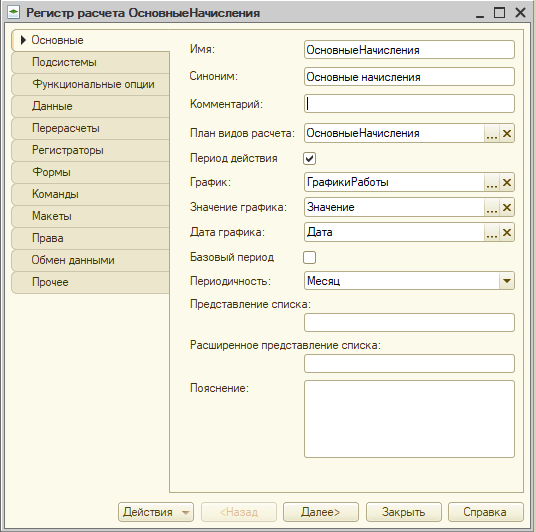 Регистр расчета ОсновныеНачисления
Основные
Подсистемы
Функциональные опции
Данные
Перерасчеты
Регистраторы
Формы
Команды
Макеты
Права
Обмен данными
Прочее
Имя: ОсновныеНачисления
Синоним: Основные начисления
Комментарий:
План видов расчета: ОсновныеНачисления ...
Период действия
График: ГрафикиРаботы ...
Значение графика: Значение ...
Дата графика: Дата ...
Базовый период
Периодичность: Месяц
Представление списка:
Расширенное представление списка:
Пояснение:
Действия <Назад Далее> Закрыть Справка